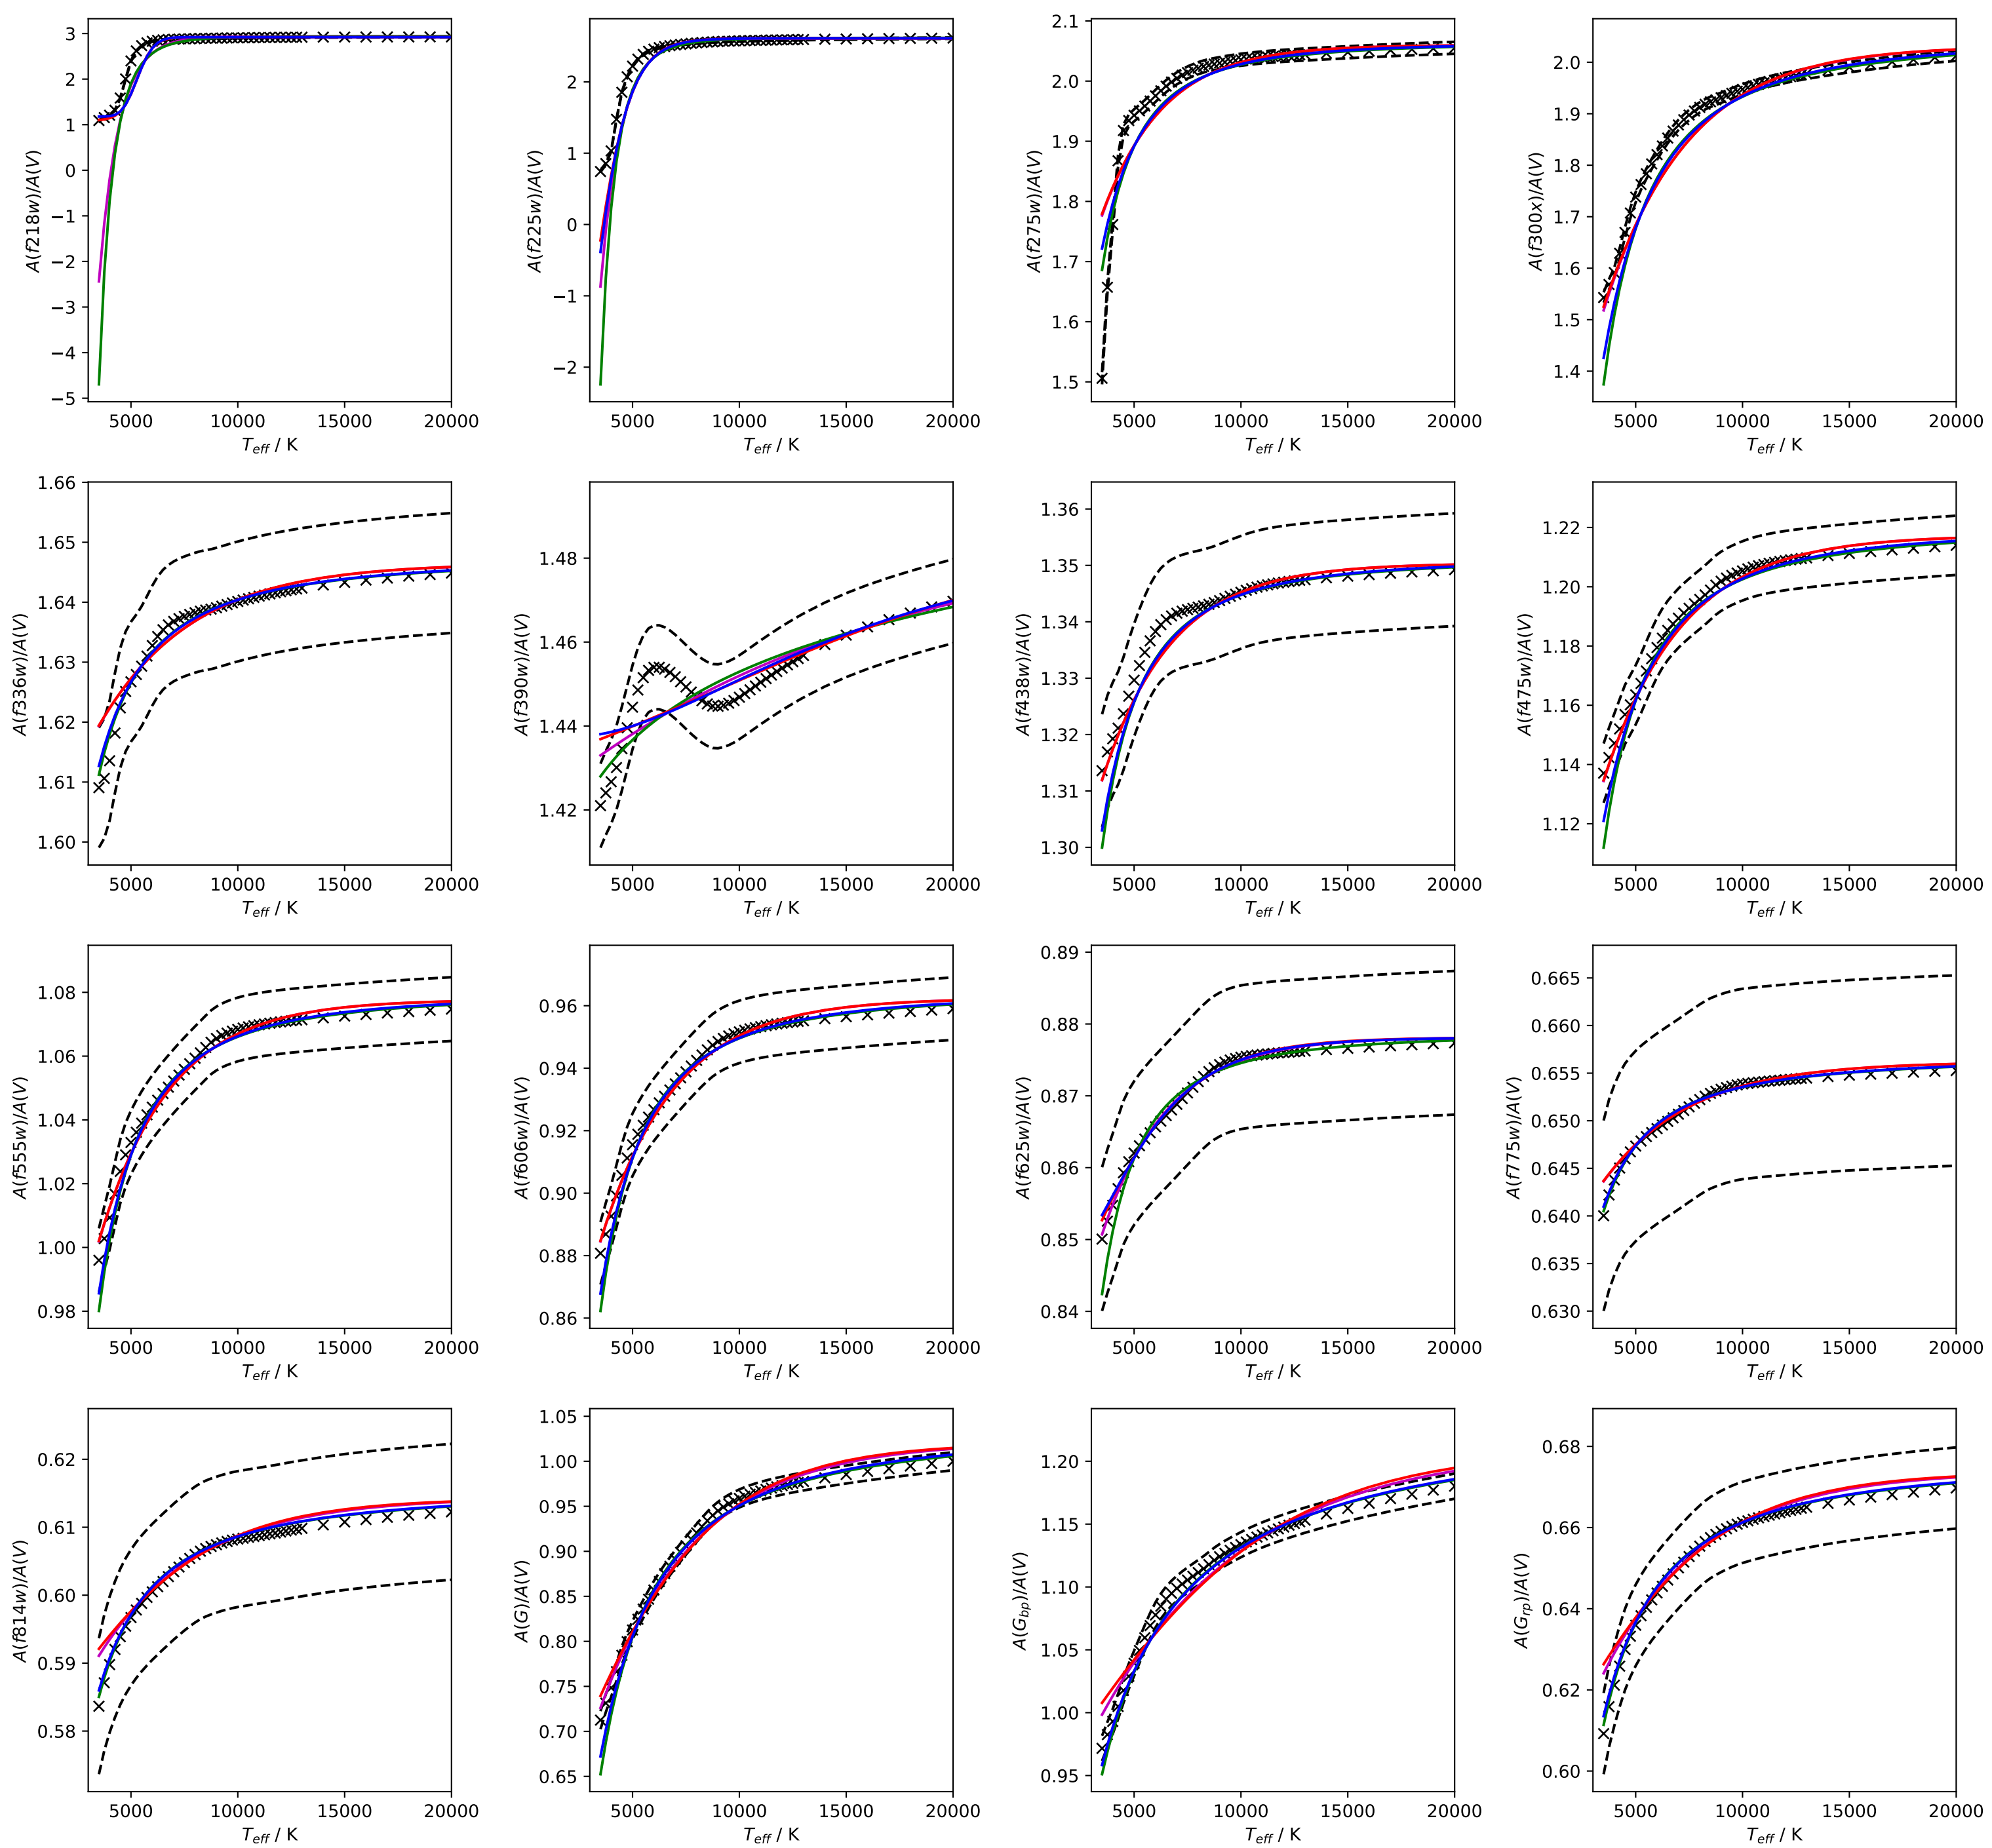 A(f218w)/A(V)
3
2
1
0
−1
−2
−3
−4
−5
5000 10000 15000 20000
T_eff / K
A(f225w)/A(V)
2
1
0
−1
−2
5000 10000 15000 20000
T_eff / K
A(f275w)/A(V)
2.1
2.0
1.9
1.8
1.7
1.6
1.5
5000 10000 15000 20000
T_eff / K
A(f300x)/A(V)
2.0
1.9
1.8
1.7
1.6
1.5
1.4
5000 10000 15000 20000
T_eff / K
A(f336w)/A(V)
1.66
1.65
1.64
1.63
1.62
1.61
1.60
5000 10000 15000 20000
T_eff / K
A(f390w)/A(V)
1.48
1.46
1.44
1.42
5000 10000 15000 20000
T_eff / K
A(f438w)/A(V)
1.36
1.35
1.34
1.33
1.32
1.31
1.30
5000 10000 15000 20000
T_eff / K
A(f475w)/A(V)
1.22
1.20
1.18
1.16
1.14
1.12
5000 10000 15000 20000
T_eff / K
A(f555w)/A(V)
1.08
1.06
1.04
1.02
1.00
0.98
5000 10000 15000 20000
T_eff / K
A(f606w)/A(V)
0.96
0.94
0.92
0.90
0.88
0.86
5000 10000 15000 20000
T_eff / K
A(f625w)/A(V)
0.89
0.88
0.87
0.86
0.85
0.84
5000 10000 15000 20000
T_eff / K
A(f775w)/A(V)
0.665
0.660
0.655
0.650
0.645
0.640
0.635
0.630
5000 10000 15000 20000
T_eff / K
A(f814w)/A(V)
0.62
0.61
0.60
0.59
0.58
5000 10000 15000 20000
T_eff / K
A(G)/A(V)
1.05
1.00
0.95
0.90
0.85
0.80
0.75
0.70
0.65
5000 10000 15000 20000
T_eff / K
A(G_bp)/A(V)
1.20
1.15
1.10
1.05
1.00
0.95
5000 10000 15000 20000
T_eff / K
A(G_rp)/A(V)
0.68
0.66
0.64
0.62
0.60
5000 10000 15000 20000
T_eff / K